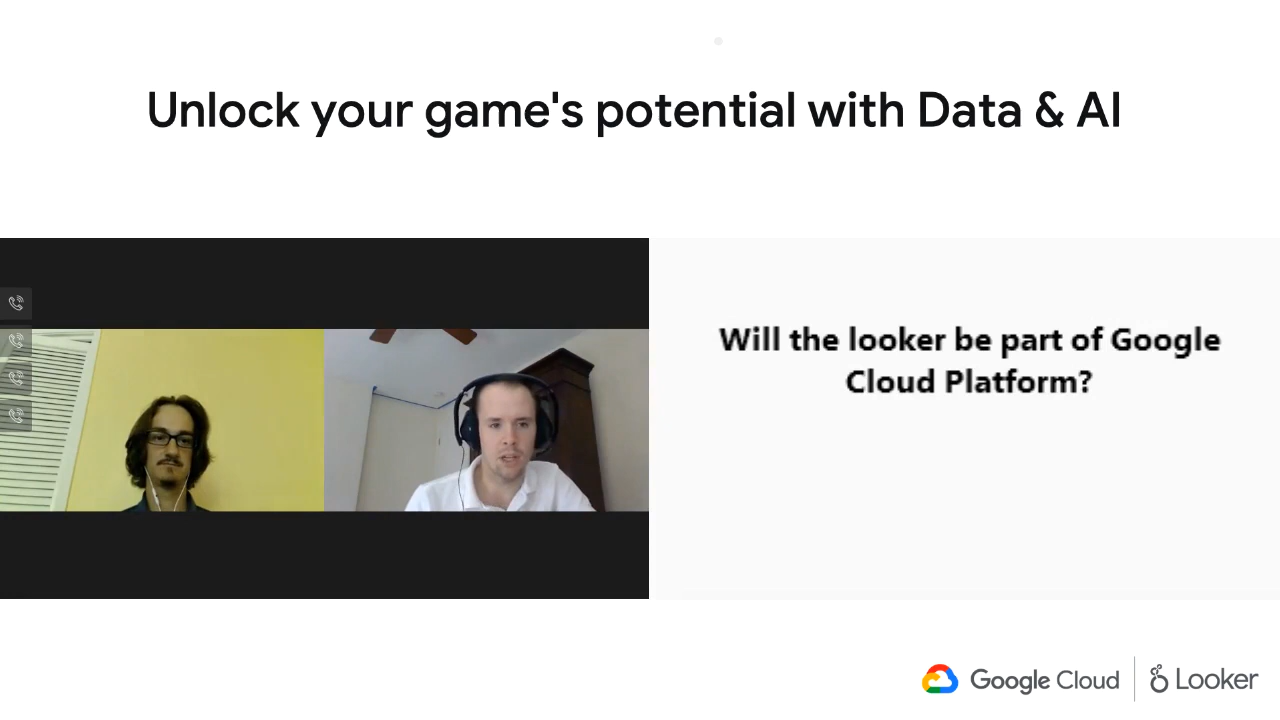 Unlock your game's potential with Data & AI
Will the looker be part of Google
Cloud Platform?
Google Cloud
Looker